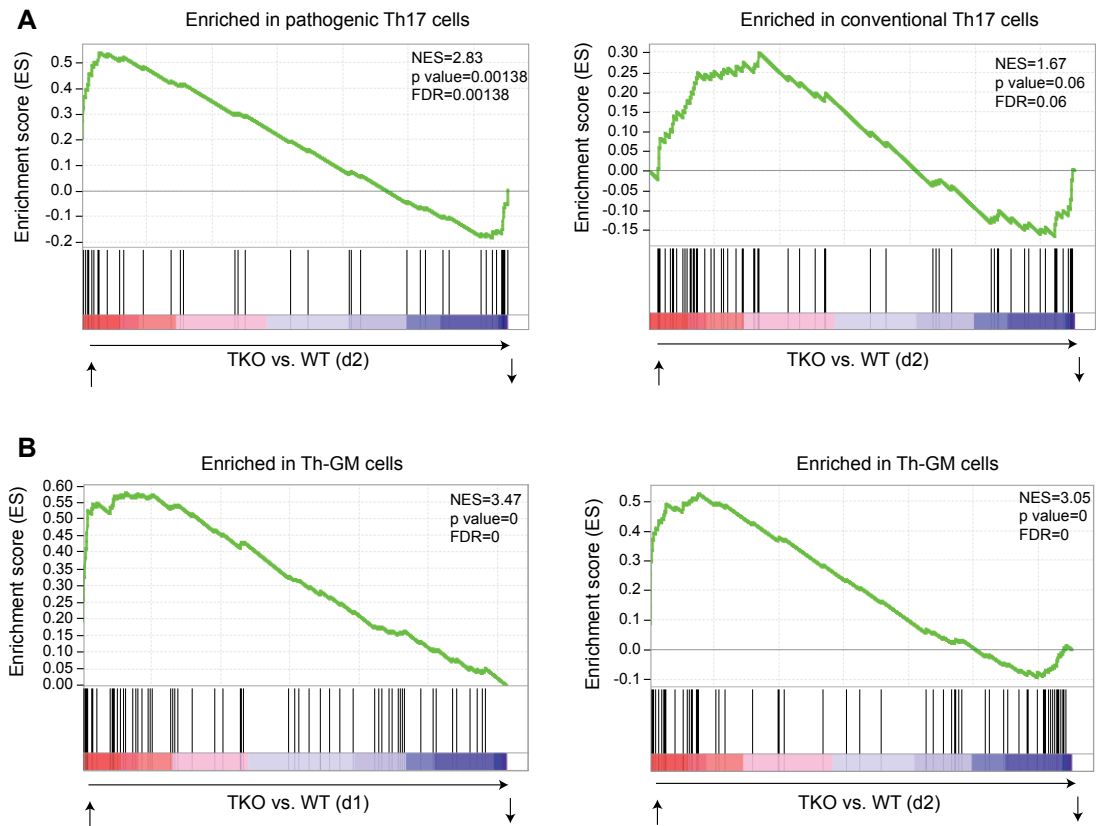 A
Enriched in pathogenic Th17 cells
Enrichment score (ES)
0.5
0.4
0.3
0.2
0.1
0.0
-0.1
-0.2
NES=2.83
p value=0.00138
FDR=0.00138
TKO vs. WT (d2)
Enriched in conventional Th17 cells
Enrichment score (ES)
0.30
0.25
0.20
0.15
0.10
0.05
0.00
-0.05
-0.10
-0.15
NES=1.67
p value=0.06
FDR=0.06
TKO vs. WT (d2)
B
Enriched in Th-GM cells
Enrichment score (ES)
0.60
0.55
0.50
0.45
0.40
0.35
0.30
0.25
0.20
0.15
0.10
0.05
0.00
NES=3.47
p value=0
FDR=0
TKO vs. WT (d1)
Enriched in Th-GM cells
Enrichment score (ES)
0.5
0.4
0.3
0.2
0.1
0.0
-0.1
NES=3.05
p value=0
FDR=0
TKO vs. WT (d2)